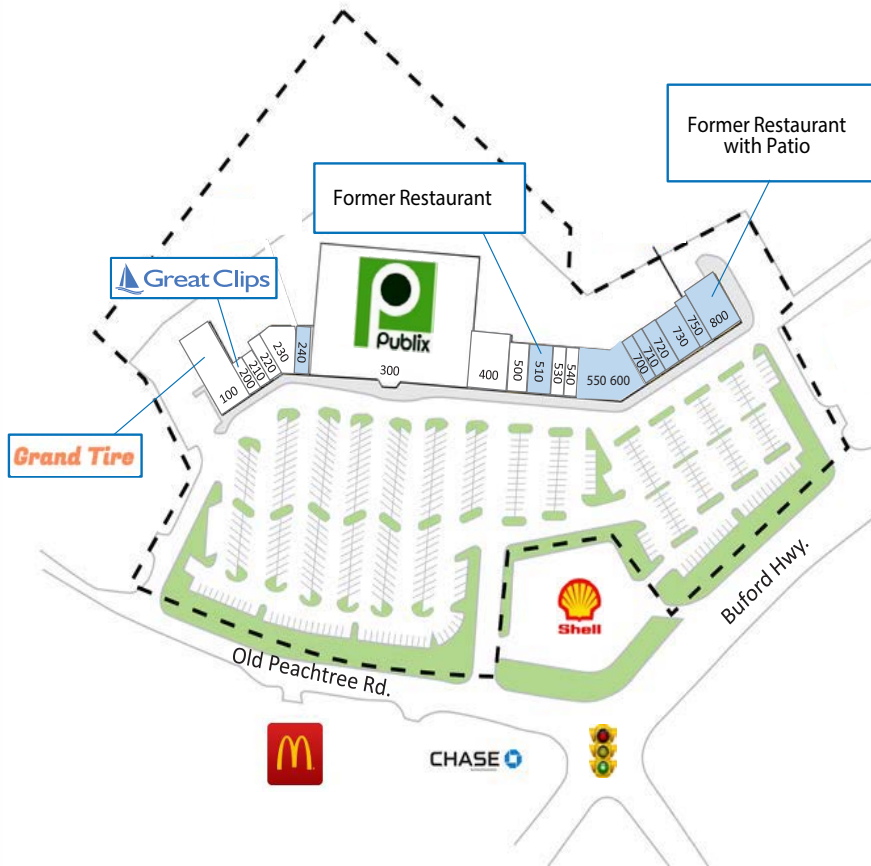 Former Restaurant
with Patio
Former Restaurant
Great Clips
Publix
Grand Tire
100
200
210
220
230
240
300
400
500
510
530
540
550 600
700
710
720
730
750
800
Shell
Buford Hwy.
Old Peachtree Rd.
M
CHASE